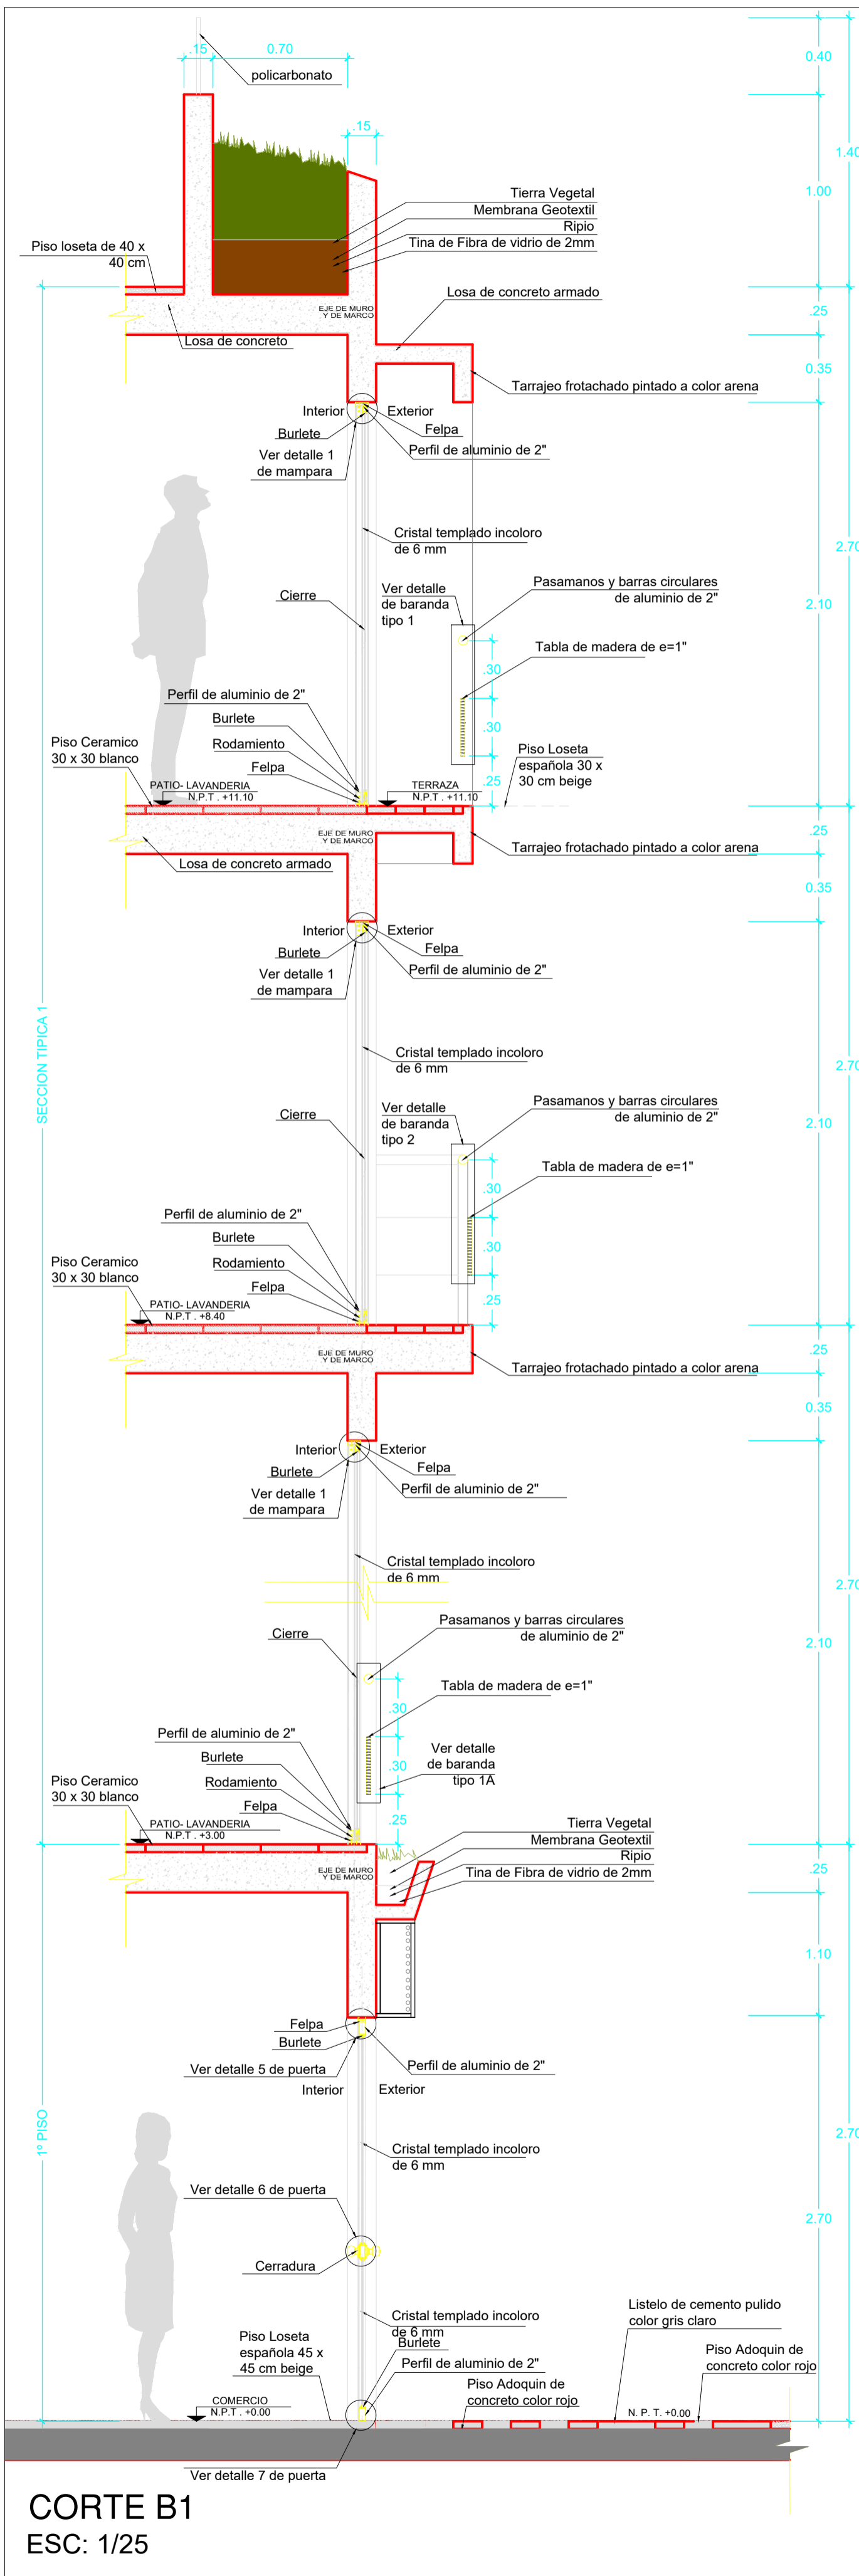 .15
0.70
policarbonato
0.40
.15
1.40
1.00
Tierra Vegetal
Membrana Geotextil
Ripio
Tina de Fibra de vidrio de 2mm
Piso loseta de 40 x
40 cm
EJE DE MURO
Y DE MARCO
Losa de concreto armado
.25
Losa de concreto
0.35
Tarrajeo frotachado pintado a color arena
Interior
Exterior
Felpa
Burlete
Ver detalle 1
de mampara
Perfil de aluminio de 2"
Cristal templado incoloro
de 6 mm
2.70
Pasamanos y barras circulares
de aluminio de 2"
Ver detalle
de baranda
tipo 1
Cierre
2.10
Tabla de madera de e=1"
.30
Perfil de aluminio de 2"
Burlete
.30
Rodamiento
Piso Ceramico
30 x 30 blanco
Piso Loseta
española 30 x
30 cm beige
Felpa
.25
PATIO- LAVANDERIA
N.P.T . +11.10
TERRAZA
N.P.T . +11.10
EJE DE MURO
Y DE MARCO
.25
Tarrajeo frotachado pintado a color arena
Losa de concreto armado
0.35
Interior
Exterior
Felpa
Burlete
Ver detalle 1
de mampara
Perfil de aluminio de 2"
SECCION TIPICA 1
Cristal templado incoloro
de 6 mm
2.70
Pasamanos y barras circulares
de aluminio de 2"
Ver detalle
de baranda
tipo 2
Cierre
2.10
Tabla de madera de e=1"
.30
Perfil de aluminio de 2"
Burlete
.30
Rodamiento
Piso Ceramico
30 x 30 blanco
Felpa
.25
PATIO- LAVANDERIA
N.P.T . +8.40
EJE DE MURO
Y DE MARCO
.25
Tarrajeo frotachado pintado a color arena
0.35
Interior
Exterior
Felpa
Burlete
Ver detalle 1
de mampara
Perfil de aluminio de 2"
Cristal templado incoloro
de 6 mm
2.70
Pasamanos y barras circulares
de aluminio de 2"
Cierre
2.10
Tabla de madera de e=1"
.30
Perfil de aluminio de 2"
Burlete
.30
Ver detalle
de baranda
tipo 1A
Rodamiento
Piso Ceramico
30 x 30 blanco
Felpa
.25
PATIO- LAVANDERIA
N.P.T . +3.00
Tierra Vegetal
Membrana Geotextil
Ripio
Tina de Fibra de vidrio de 2mm
EJE DE MURO
Y DE MARCO
.25
1.10
Felpa
Burlete
Ver detalle 5 de puerta
Perfil de aluminio de 2"
Interior
Exterior
1º PISO
2.70
Cristal templado incoloro
de 6 mm
Ver detalle 6 de puerta
2.70
Cerradura
Cristal templado incoloro
de 6 mm
Burlete
Perfil de aluminio de 2"
Piso Loseta
española 45 x
45 cm beige
Listelo de cemento pulido
color gris claro
Piso Adoquin de
concreto color rojo
Piso Adoquin de
concreto color rojo
COMERCIO
N.P.T . +0.00
N. P. T. +0.00
Ver detalle 7 de puerta
CORTE B1
ESC: 1/25